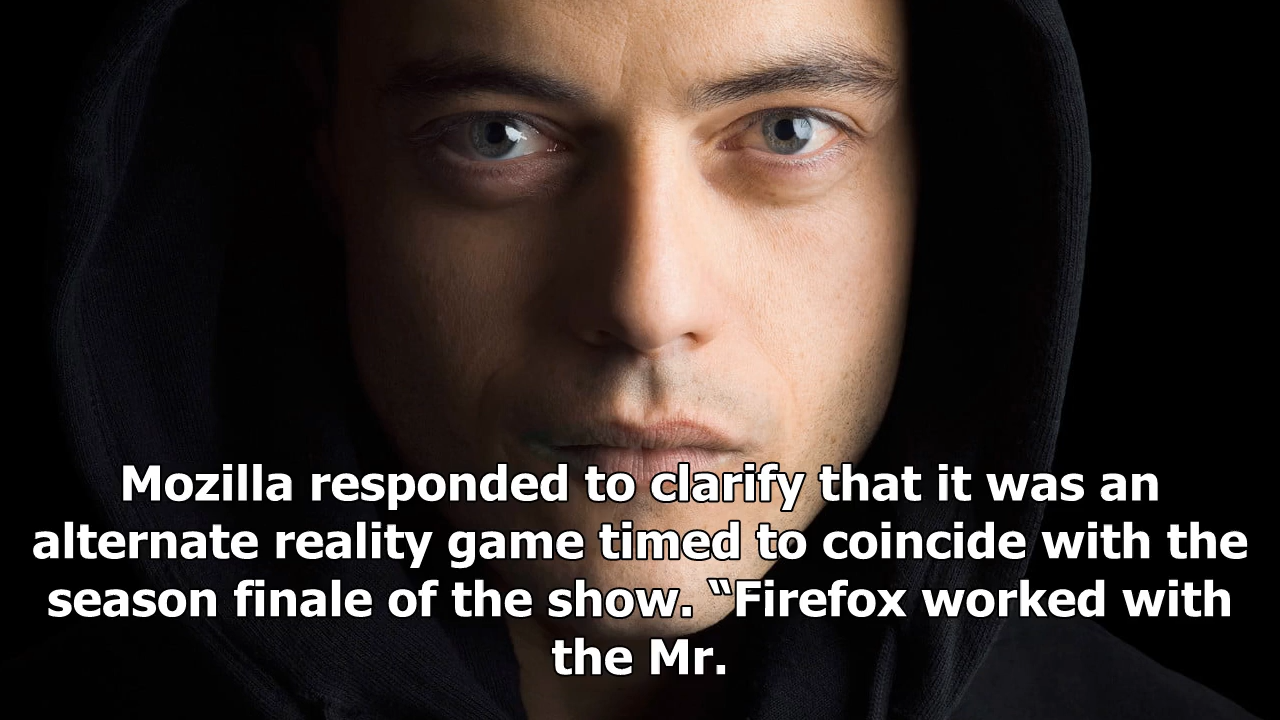 Mozilla responded to clarify that it was an
alternate reality game timed to coincide with the
season finale of the show. “Firefox worked with
the Mr.